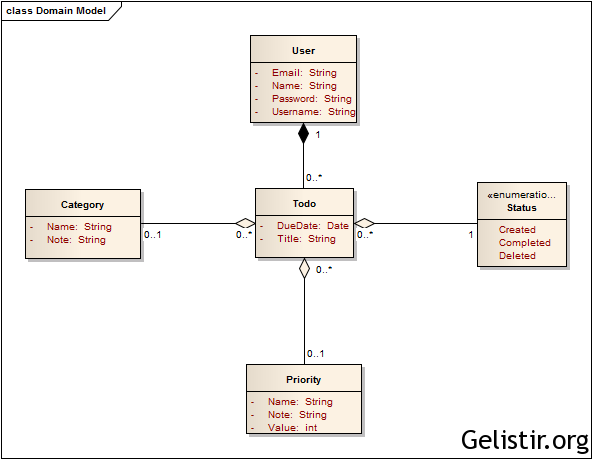 class Domain Model
User
- Email: String
- Name: String
- Password: String
- Username: String
1
0..*
Category
- Name: String
- Note: String
0..1
0..*
Todo
- DueDate: Date
- Title: String
0..*
1
«enumeratio...
Status
Created
Completed
Deleted
0..*
0..1
Priority
- Name: String
- Note: String
- Value: int
Gelistir.org